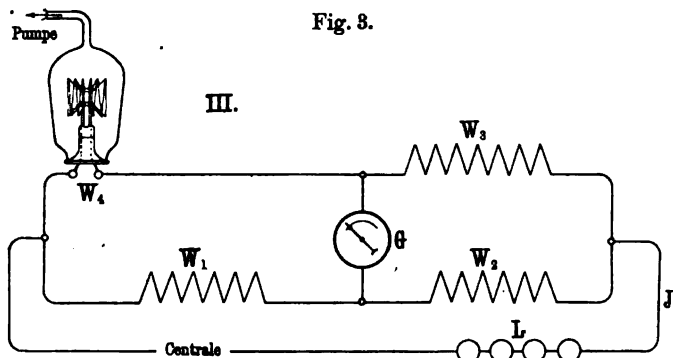 Fig. 3.
Pumpe
III.
W₃
W₄
G
W₁
W₂
J
L
Centrale